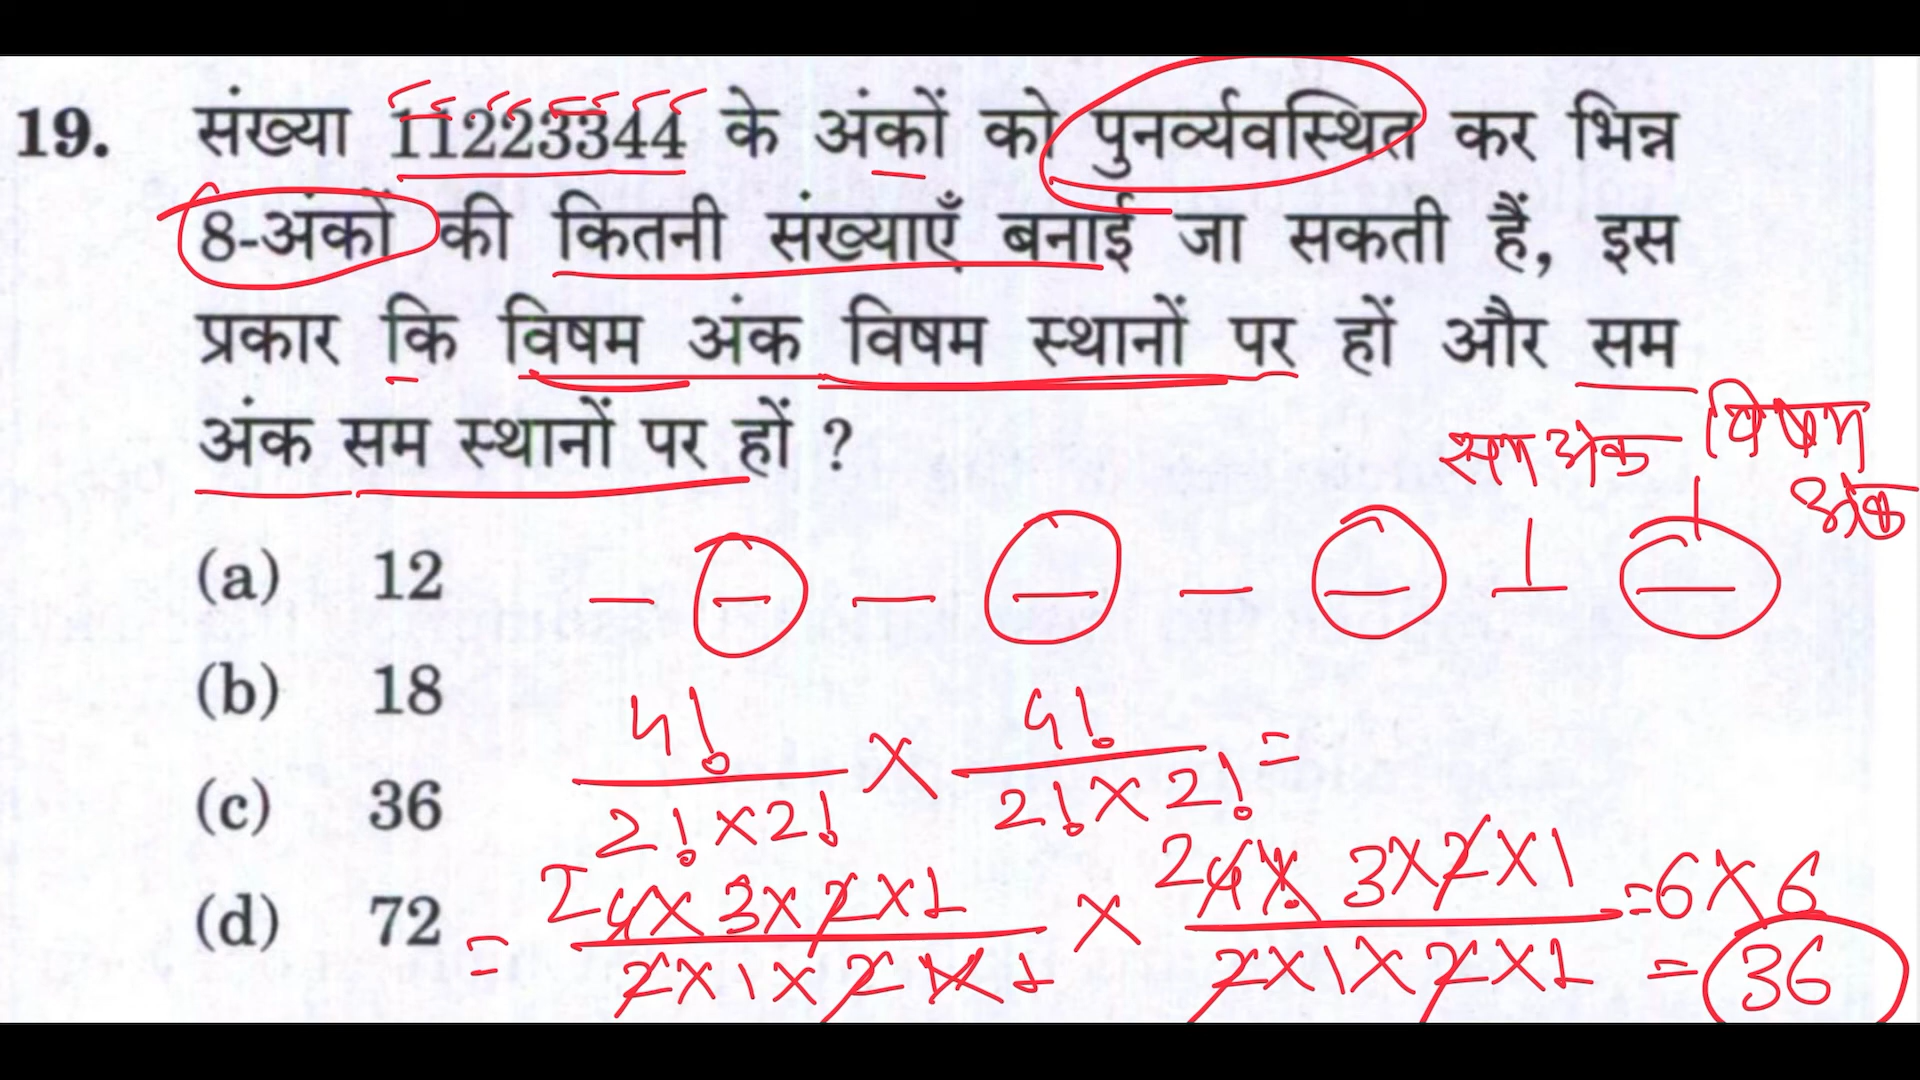 19. संख्या 11223344 के अंकों को पुनर्व्यवस्थित कर भिन्न
8-अंकों की कितनी संख्याएँ बनाई जा सकती हैं, इस
प्रकार कि विषम अंक विषम स्थानों पर हों और सम
अंक सम स्थानों पर हों ?
सम अंक
विषम
अंक
(a) 12
(b) 18
(c) 36
(d) 72
4! × 4! =
2! × 2! 2! × 2!
= 2 4 × 3 × 2 × 1 × 2 4 × 3 × 2 × 1 = 6 × 6
2 × 1 × 2 × 1 2 × 1 × 2 × 1 = 36